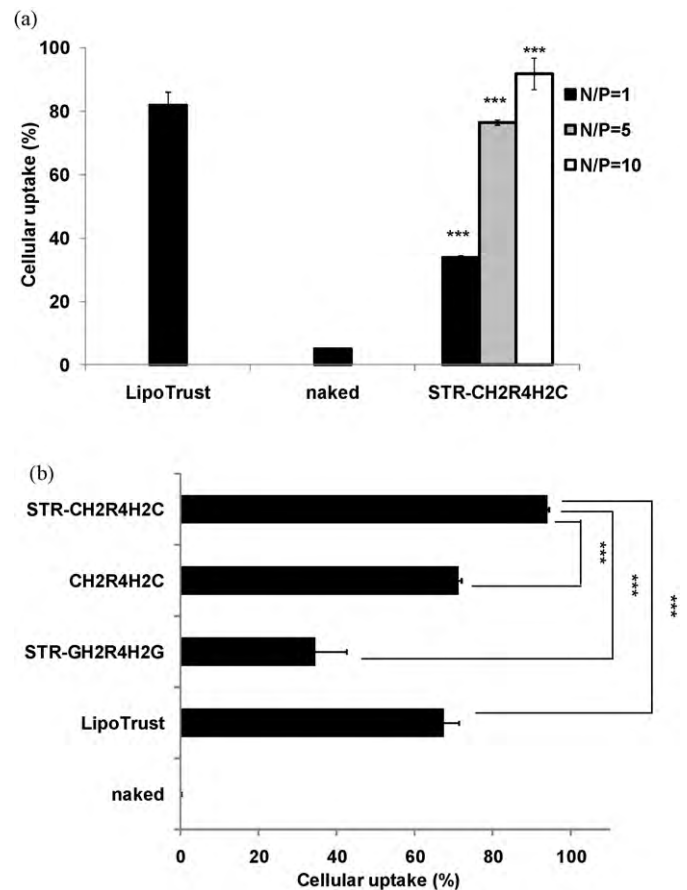 (a)
100
80
60
40
20
0
Cellular uptake (%)
***
***
***
N/P=1
N/P=5
N/P=10
LipoTrust naked STR-CH2R4H2C
(b)
STR-CH2R4H2C
CH2R4H2C
STR-GH2R4H2G
LipoTrust
naked
***
***
***
0 20 40 60 80 100
Cellular uptake (%)